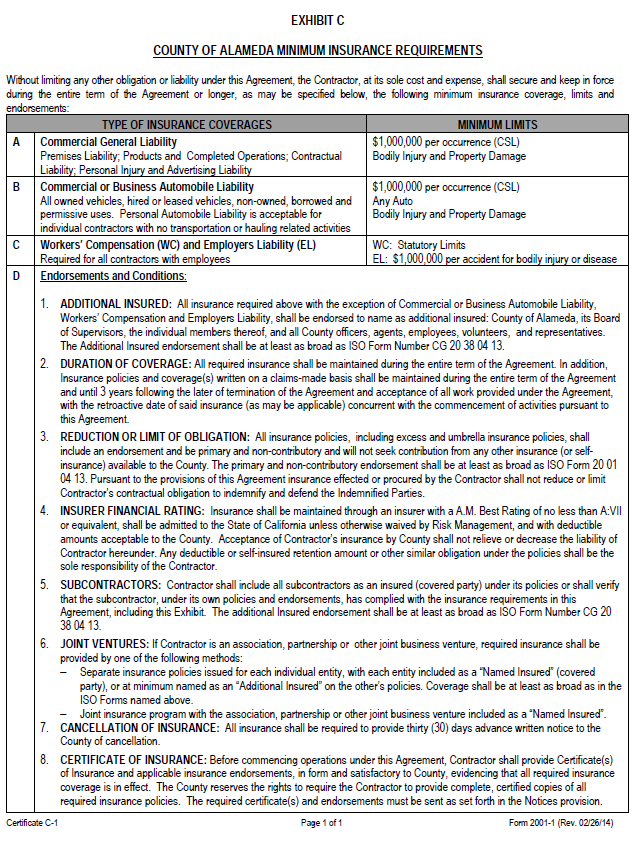 EXHIBIT C
COUNTY OF ALAMEDA MINIMUM INSURANCE REQUIREMENTS
Without limiting any other obligation or liability under this Agreement, the Contractor, at its sole cost and expense, shall secure and keep in force
during the entire term of the Agreement or longer, as may be specified below, the following minimum insurance coverage, limits and
endorsements:
TYPE OF INSURANCE COVERAGES MINIMUM LIMITS
A Commercial General Liability $1,000,000 per occurrence (CSL)
Premises Liability; Products and Completed Operations; Contractual Bodily Injury and Property Damage
Liability; Personal Injury and Advertising Liability
B Commercial or Business Automobile Liability $1,000,000 per occurrence (CSL)
All owned vehicles, hired or leased vehicles, non-owned, borrowed and Any Auto
permissive uses. Personal Automobile Liability is acceptable for Bodily Injury and Property Damage
individual contractors with no transportation or hauling related activities
C Workers' Compensation (WC) and Employers Liability (EL) WC: Statutory Limits
Required for all contractors with employees EL: $1,000,000 per accident for bodily injury or disease
D Endorsements and Conditions:
1. ADDITIONAL INSURED: All insurance required above with the exception of Commercial or Business Automobile Liability,
Workers' Compensation and Employers Liability, shall be endorsed to name as additional insured: County of Alameda, its Board
of Supervisors, the individual members thereof, and all County officers, agents, employees, volunteers, and representatives.
The Additional Insured endorsement shall be at least as broad as ISO Form Number CG 20 38 04 13.
2. DURATION OF COVERAGE: All required insurance shall be maintained during the entire term of the Agreement. In addition,
Insurance policies and coverage(s) written on a claims-made basis shall be maintained during the entire term of the Agreement
and until 3 years following the later of termination of the Agreement and acceptance of all work provided under the Agreement,
with the retroactive date of said insurance (as may be applicable) concurrent with the commencement of activities pursuant to
this Agreement.
3. REDUCTION OR LIMIT OF OBLIGATION: All insurance policies, including excess and umbrella insurance policies, shall
include an endorsement and be primary and non-contributory and will not seek contribution from any other insurance (or self-
insurance) available to the County. The primary and non-contributory endorsement shall be at least as broad as ISO Form 20 01
04 13. Pursuant to the provisions of this Agreement insurance effected or procured by the Contractor shall not reduce or limit
Contractor's contractual obligation to indemnify and defend the Indemnified Parties.
4. INSURER FINANCIAL RATING: Insurance shall be maintained through an insurer with a A.M. Best Rating of no less than A:VII
or equivalent, shall be admitted to the State of California unless otherwise waived by Risk Management, and with deductible
amounts acceptable to the County. Acceptance of Contractor's insurance by County shall not relieve or decrease the liability of
Contractor hereunder. Any deductible or self-insured retention amount or other similar obligation under the policies shall be the
sole responsibility of the Contractor.
5. SUBCONTRACTORS: Contractor shall include all subcontractors as an insured (covered party) under its policies or shall verify
that the subcontractor, under its own policies and endorsements, has complied with the insurance requirements in this
Agreement, including this Exhibit. The additional Insured endorsement shall be at least as broad as ISO Form Number CG 20
38 04 13.
6. JOINT VENTURES: If Contractor is an association, partnership or other joint business venture, required insurance shall be
provided by one of the following methods:
– Separate insurance policies issued for each individual entity, with each entity included as a “Named Insured” (covered
party), or at minimum named as an “Additional Insured” on the other's policies. Coverage shall be at least as broad as in the
ISO Forms named above.
– Joint insurance program with the association, partnership or other joint business venture included as a “Named Insured”.
7. CANCELLATION OF INSURANCE: All insurance shall be required to provide thirty (30) days advance written notice to the
County of cancellation.
8. CERTIFICATE OF INSURANCE: Before commencing operations under this Agreement, Contractor shall provide Certificate(s)
of Insurance and applicable insurance endorsements, in form and satisfactory to County, evidencing that all required insurance
coverage is in effect. The County reserves the rights to require the Contractor to provide complete, certified copies of all
required insurance policies. The required certificate(s) and endorsements must be sent as set forth in the Notices provision.
Certificate C-1 Page 1 of 1 Form 2001-1 (Rev. 02/26/14)